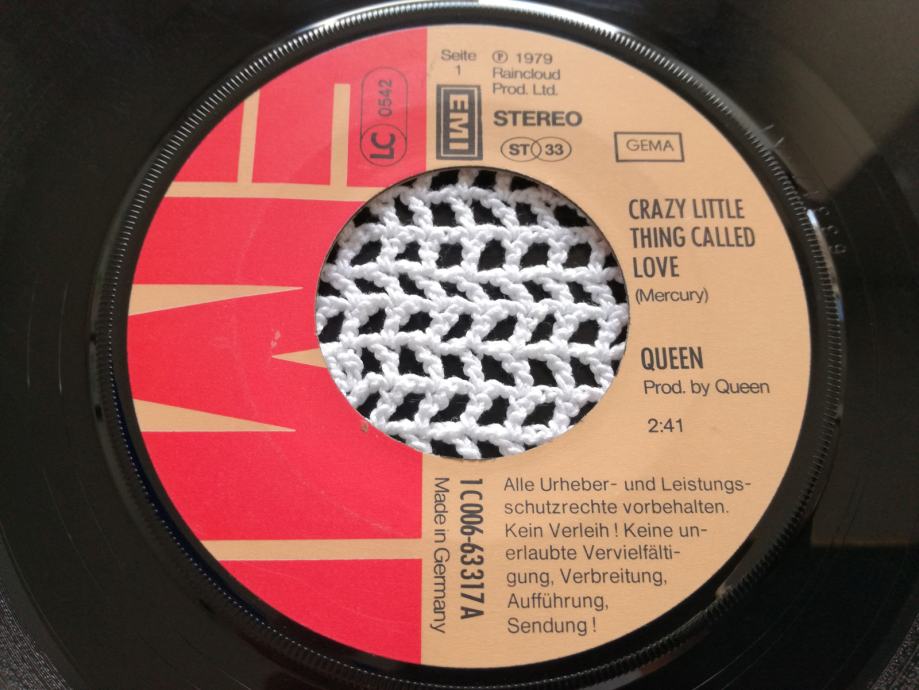 LC 0542
Seite
1
EMI
℗ 1979
Raincloud
Prod. Ltd.
STEREO
ST 33
GEMA
CRAZY LITTLE
THING CALLED
LOVE
(Mercury)
QUEEN
Prod. by Queen
2:41
1C 006-63317 A
Made in Germany
Alle Urheber- und Leistungs-
schutzrechte vorbehalten.
Kein Verleih! Keine un-
erlaubte Vervielfälti-
gung, Verbreitung,
Aufführung,
Sendung!